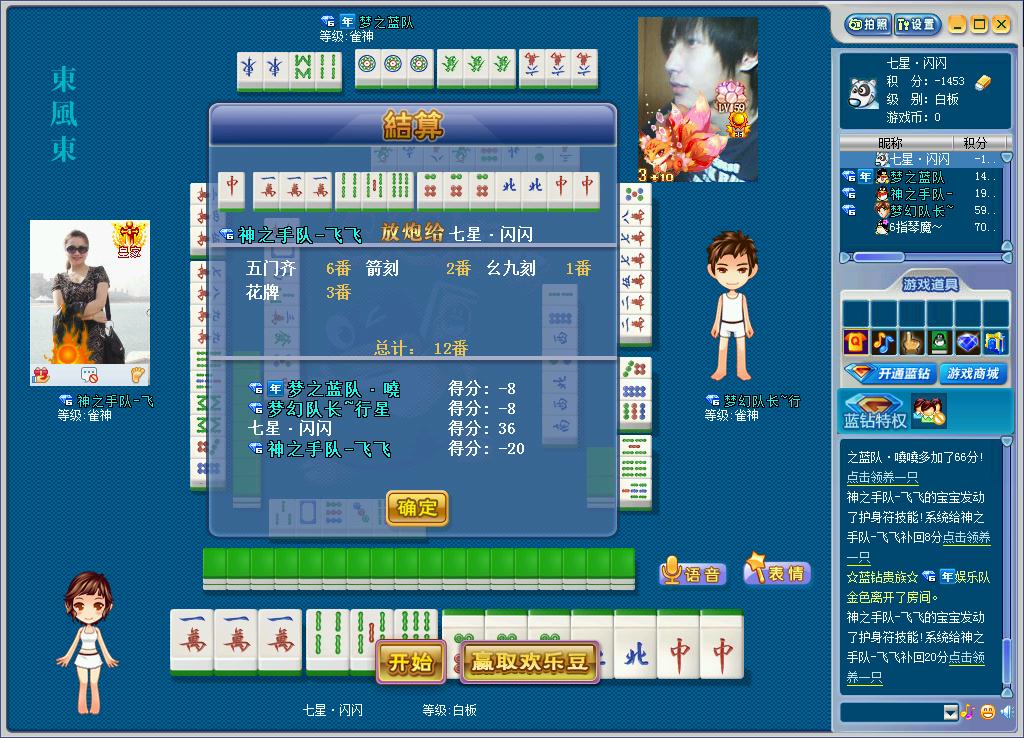 年 梦之蓝队
等级:雀神
東
風
東
LV 59
3 +10
結算
神之手队-飞飞 放炮给 七星·闪闪
五门齐 6番 箭刻 2番 幺九刻 1番
花牌 3番
总计: 12番
年 梦之蓝队·嘵 得分: -8
梦幻队长~行星 得分: -8
七星·闪闪 得分: 36
神之手队-飞飞 得分: -20
确定
皇家
神之手队-飞
等级:雀神
梦幻队长~行
等级:雀神
语音
表情
开始
赢取欢乐豆
七星·闪闪 等级:白板
拍照
设置
七星·闪闪
积 分: -1453
级 别: 白板
游戏币: 0
昵称 积分
七星·闪闪 -1..
年 梦之蓝队 14..
神之手队- 19..
梦幻队长~ 59..
6指琴魔~ 70..
游戏道具
开通蓝钻
游戏商城
蓝钻特权
之蓝队·嘵嘵多加了66分!
点击领养一只
神之手队-飞飞的宝宝发动
了护身符技能!系统给神之
手队-飞飞补回8分点击领养
一只
☆蓝钻贵族☆ 年 娱乐队
金色离开了房间。
神之手队-飞飞的宝宝发动
了护身符技能!系统给神之
手队-飞飞补回20分点击领
养一只